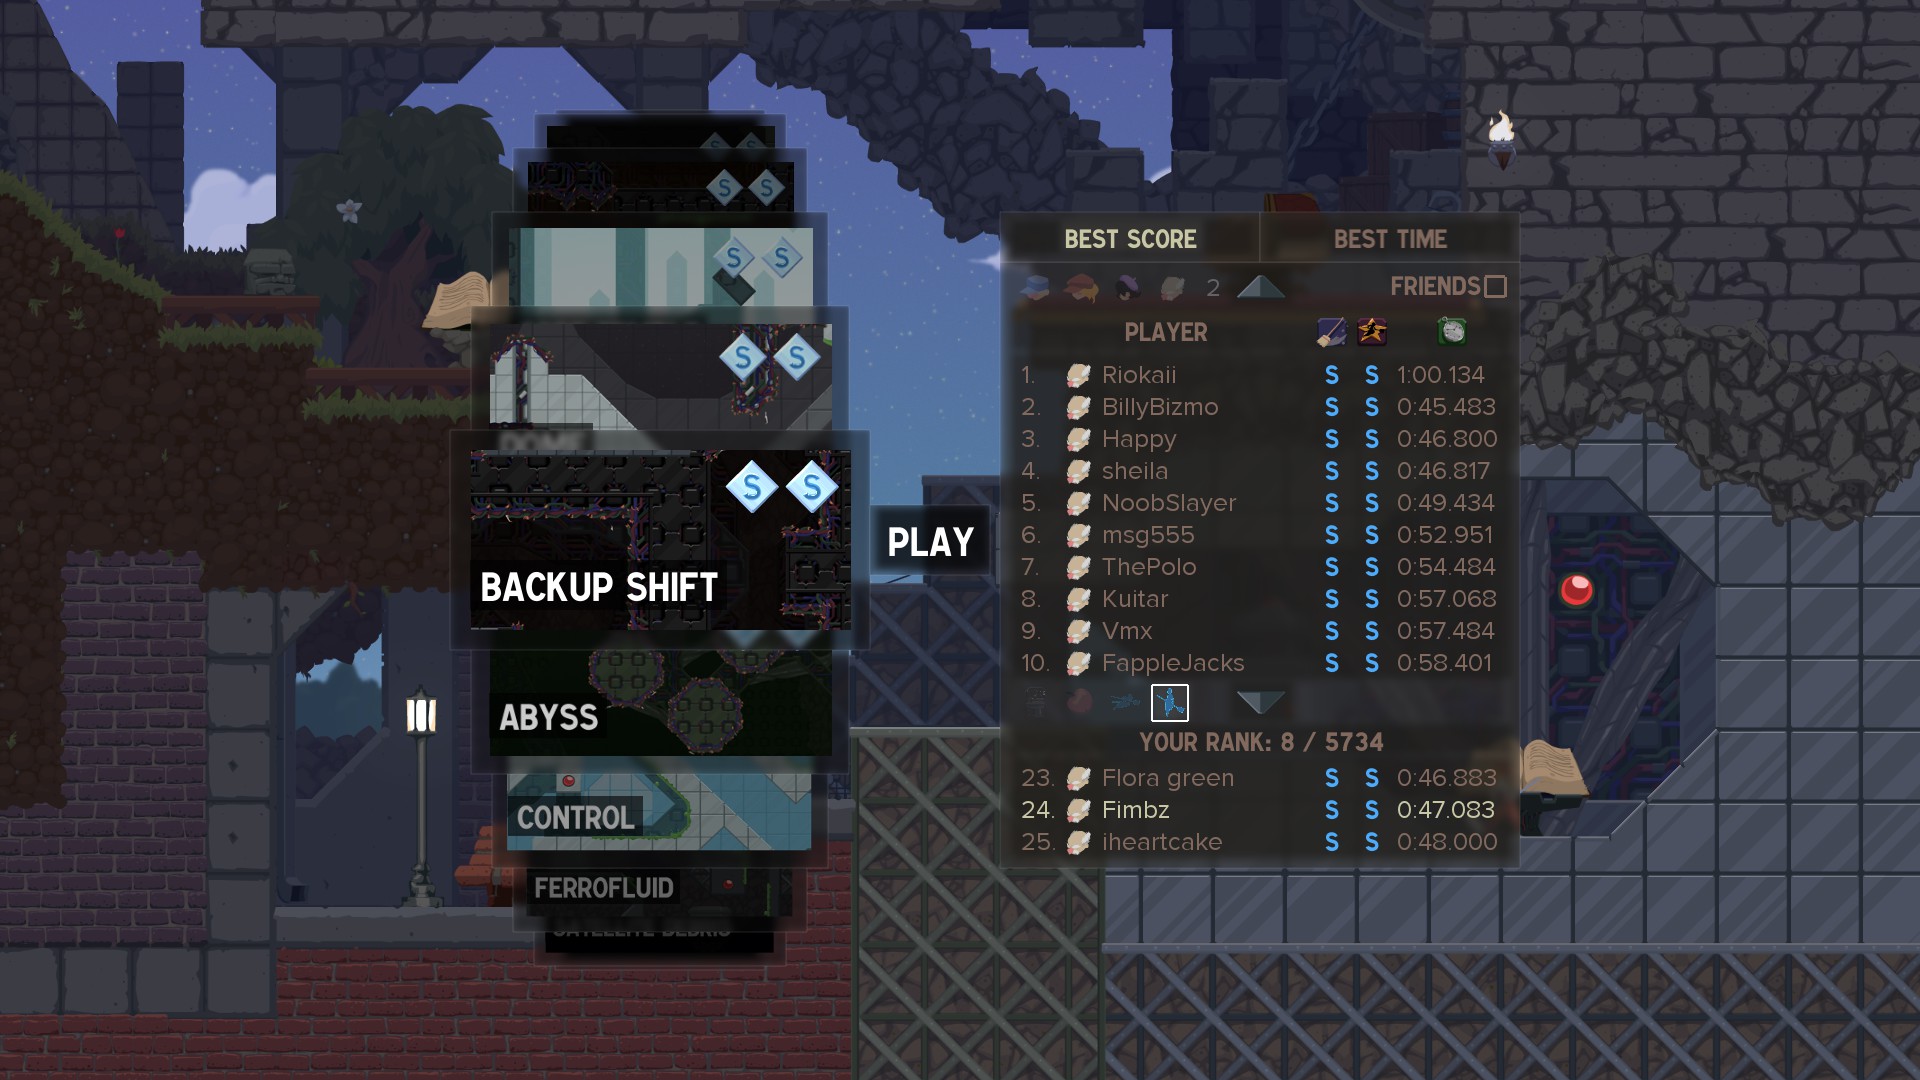 S S
S S
S S
S S
DOME
S S
BACKUP SHIFT
PLAY
ABYSS
CONTROL
FERROFLUID
SATELLITE DEBRIS
BEST SCORE BEST TIME
2 FRIENDS
PLAYER
1. Riokaii S S 1:00.134
2. BillyBizmo S S 0:45.483
3. Happy S S 0:46.800
4. sheila S S 0:46.817
5. NoobSlayer S S 0:49.434
6. msg555 S S 0:52.951
7. ThePolo S S 0:54.484
8. Kuitar S S 0:57.068
9. Vmx S S 0:57.484
10. FappleJacks S S 0:58.401
YOUR RANK: 8 / 5734
23. Flora green S S 0:46.883
24. Fimbz S S 0:47.083
25. iheartcake S S 0:48.000